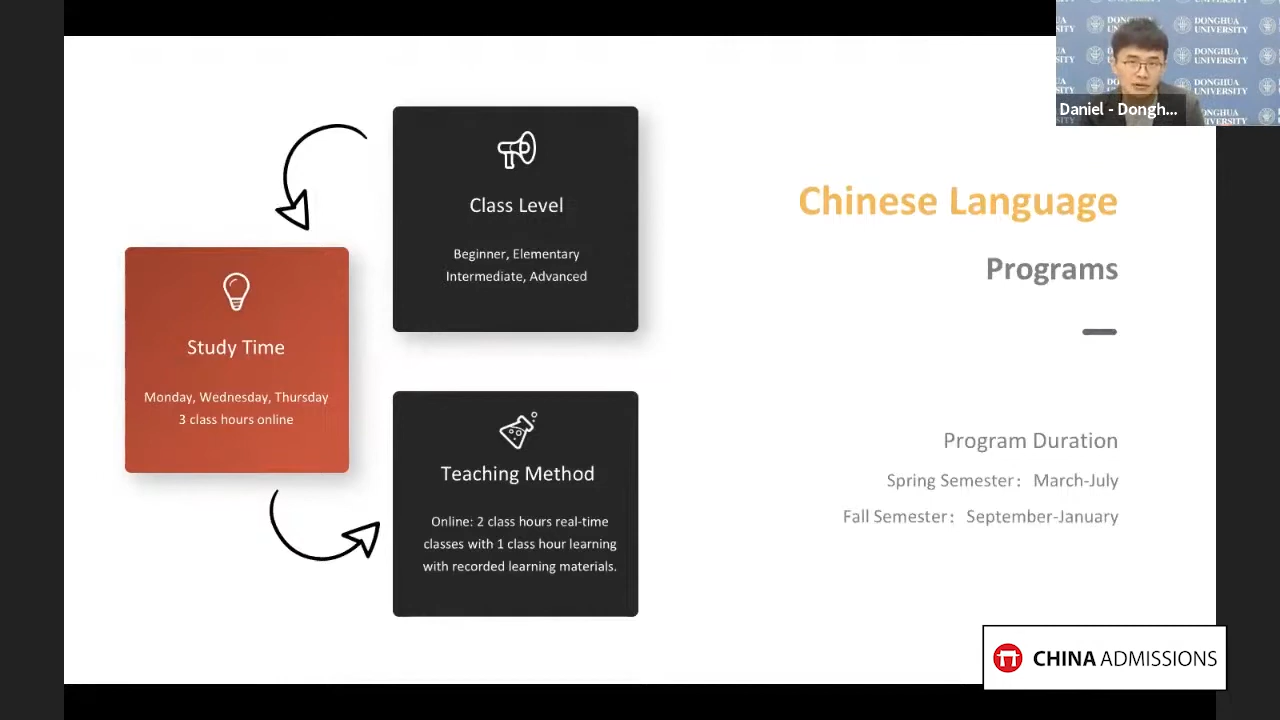 DONGHUA
UNIVERSITY
Daniel - Dongh...
Class Level
Beginner, Elementary
Intermediate, Advanced
Study Time
Monday, Wednesday, Thursday
3 class hours online
Teaching Method
Online: 2 class hours real-time
classes with 1 class hour learning
with recorded learning materials.
Chinese Language
Programs
Program Duration
Spring Semester： March-July
Fall Semester： September-January
CHINA ADMISSIONS